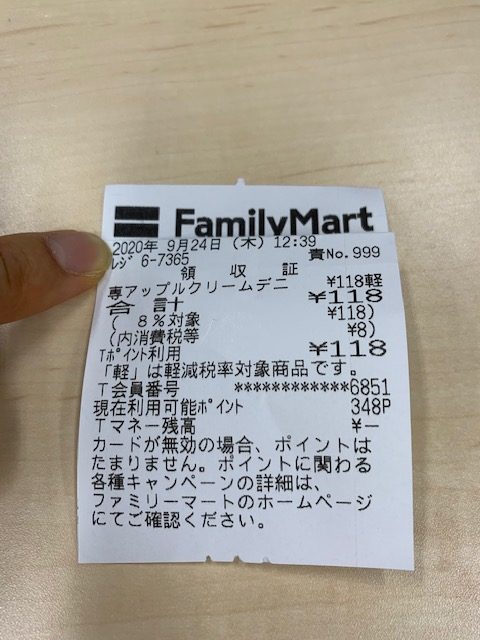 FamilyMart
2020年 9月24日（木）12:39
ﾚｼﾞ 6-7365 責No.999
領 収 証
専アップルクリームデニ ¥118軽
合 計 ¥118
( 8%対象 ¥118)
(内消費税等 ¥8)
Tﾎﾟｲﾝﾄ利用 ¥118
「軽」は軽減税率対象商品です。
T会員番号 ************6851
現在利用可能ﾎﾟｲﾝﾄ 348P
Tマネー残高 ¥-
カードが無効の場合、ポイントは
たまりません。ポイントに関わる
各種キャンペーンの詳細は、
ファミリーマートのホームページ
にてご確認ください。